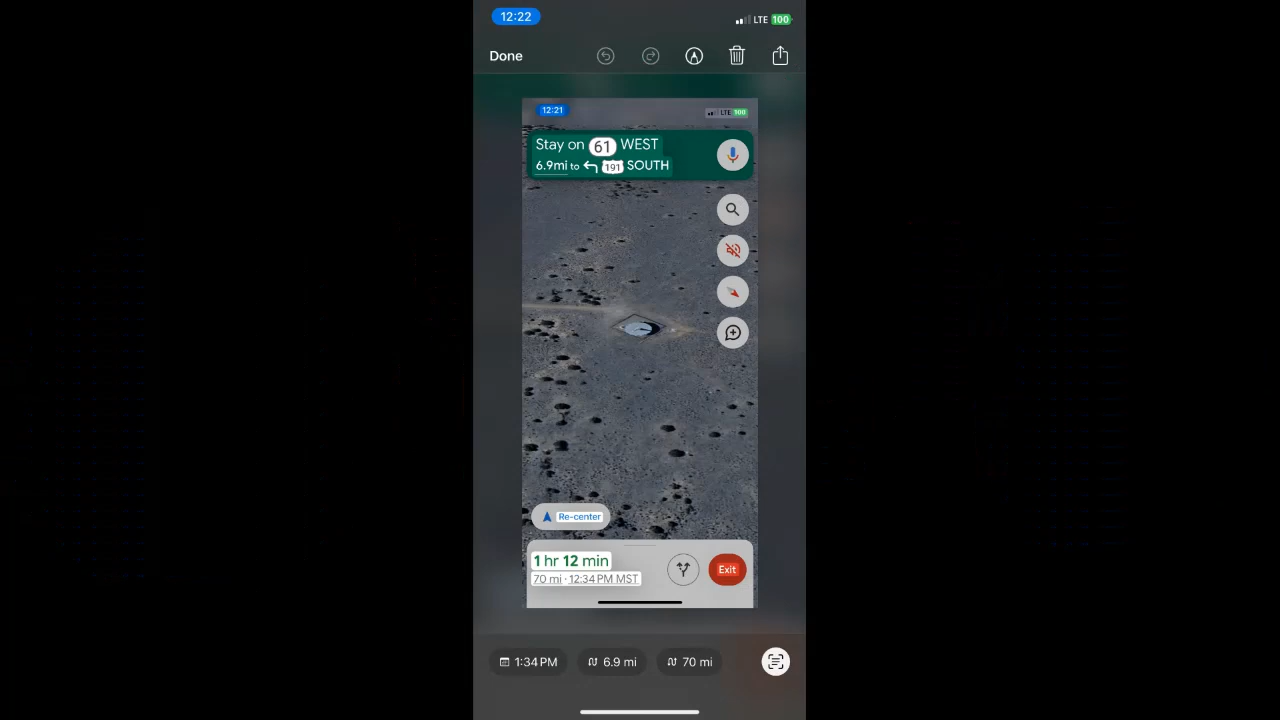 12:22
LTE 100
Done
12:21
LTE 100
Stay on 61 WEST
6.9mi to 191 SOUTH
Re-center
1 hr 12 min
70 mi · 12:34 PM MST
Exit
1:34 PM
6.9 mi
70 mi